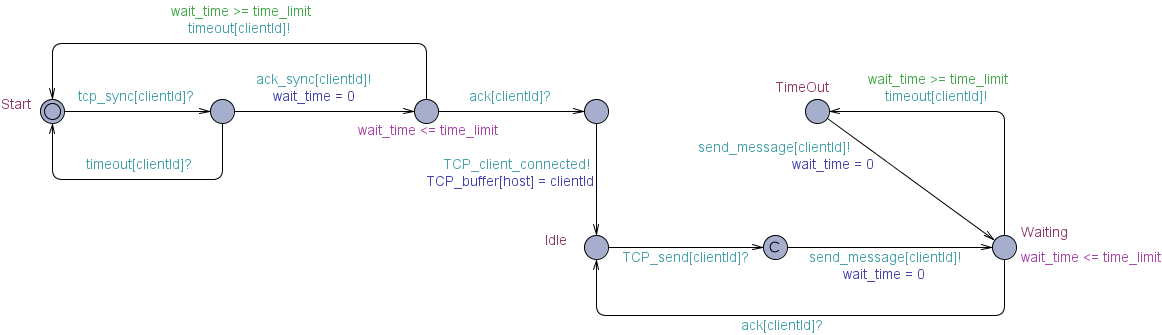 wait_time >= time_limit
timeout[clientId]!
Start
tcp_sync[clientId]?
ack_sync[clientId]!
wait_time = 0
ack[clientId]?
wait_time <= time_limit
timeout[clientId]?
TCP_client_connected!
TCP_buffer[host] = clientId
Idle
TCP_send[clientId]?
C
send_message[clientId]!
wait_time = 0
TimeOut
wait_time >= time_limit
timeout[clientId]!
send_message[clientId]!
wait_time = 0
Waiting
wait_time <= time_limit
ack[clientId]?